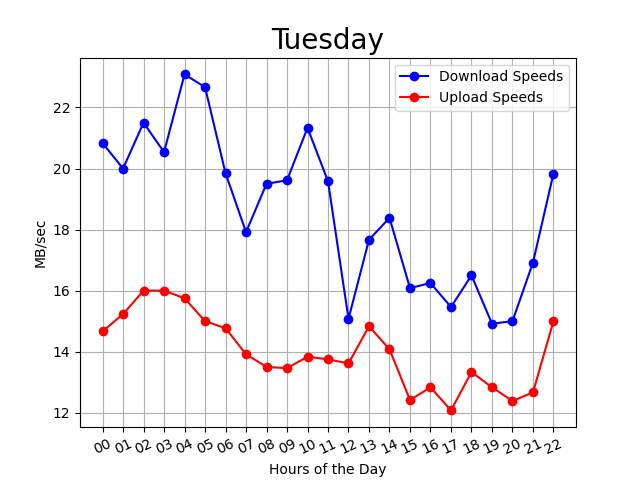 Tuesday
Download Speeds
Upload Speeds
22
20
18
16
14
12
MB/sec
00 01 02 03 04 05 06 07 08 09 10 11 12 13 14 15 16 17 18 19 20 21 22
Hours of the Day